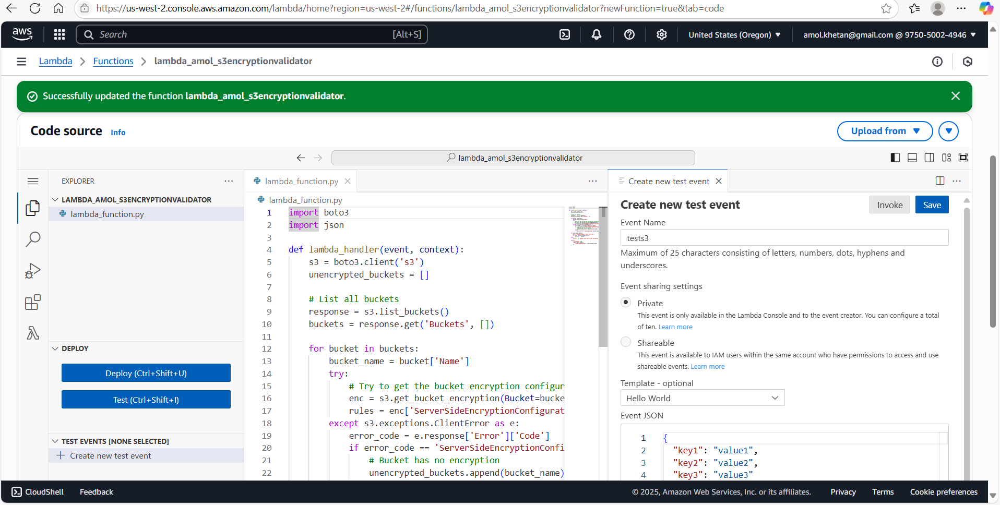 https://us-west-2.console.aws.amazon.com/lambda/home?region=us-west-2#/functions/lambda_amol_s3encryptionvalidator?newFunction=true&tab=code
aws
Search [Alt+S]
United States (Oregon)
amol.khetan@gmail.com @ 9750-5002-4946
Lambda
Functions
lambda_amol_s3encryptionvalidator
Successfully updated the function lambda_amol_s3encryptionvalidator.
Code source Info
Upload from
lambda_amol_s3encryptionvalidator
EXPLORER
LAMBDA_AMOL_S3ENCRYPTIONVALIDATOR
lambda_function.py
DEPLOY
Deploy (Ctrl+Shift+U)
Test (Ctrl+Shift+I)
TEST EVENTS [NONE SELECTED]
Create new test event
lambda_function.py
lambda_function.py
1 import boto3
2 import json
3
4 def lambda_handler(event, context):
5 s3 = boto3.client('s3')
6 unencrypted_buckets = []
7
8 # List all buckets
9 response = s3.list_buckets()
10 buckets = response.get('Buckets', [])
11
12 for bucket in buckets:
13 bucket_name = bucket['Name']
14 try:
15 # Try to get the bucket encryption configur
16 enc = s3.get_bucket_encryption(Bucket=bucke
17 rules = enc['ServerSideEncryptionConfigurat
18 except s3.exceptions.ClientError as e:
19 error_code = e.response['Error']['Code']
20 if error_code == 'ServerSideEncryptionConfi
21 # Bucket has no encryption
22 unencrypted_buckets.append(bucket_name)
Create new test event
Create new test event
Invoke
Save
Event Name
tests3
Maximum of 25 characters consisting of letters, numbers, dots, hyphens and
underscores.
Event sharing settings
Private
This event is only available in the Lambda Console and to the event creator. You can configure a total
of ten. Learn more
Shareable
This event is available to IAM users within the same account who have permissions to access and use
shareable events. Learn more
Template - optional
Hello World
Event JSON
1 {
2 "key1": "value1",
3 "key2": "value2",
4 "key3": "value3"
CloudShell
Feedback
© 2025, Amazon Web Services, Inc. or its affiliates.
Privacy
Terms
Cookie preferences